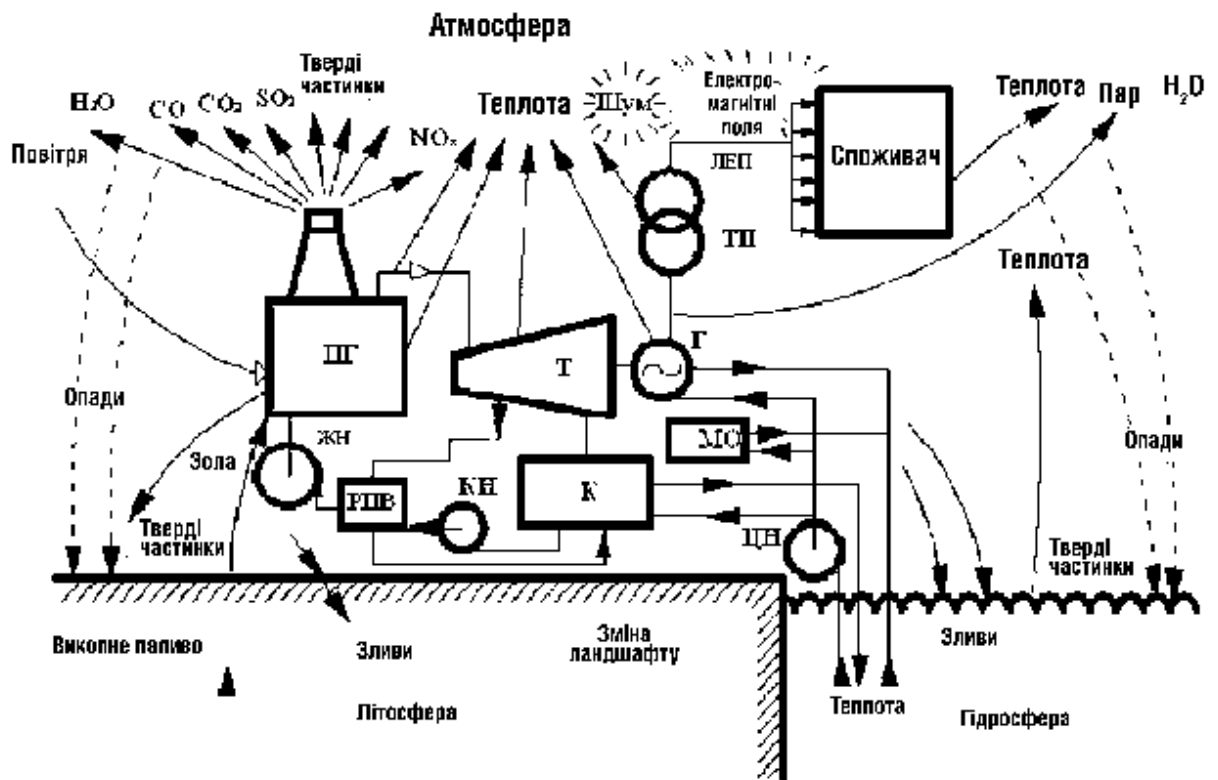 Атмосфера
Тверді
частинки
H₂O
CO
CO₂
SO₂
NOₓ
Теплота
Шум
Електро-
магнітні
поля
Теплота
Пар
H₂O
Повітря
ЛЕП
Споживач
ТП
Теплота
ПГ
Т
Г
Опади
ЖН
Зола
РПВ
КН
К
МО
ЦН
Опади
Тверді
частинки
Тверді
частинки
Викопне паливо
Зливи
Зміна
ландшафту
Зливи
Літосфера
Теплота
Гідросфера